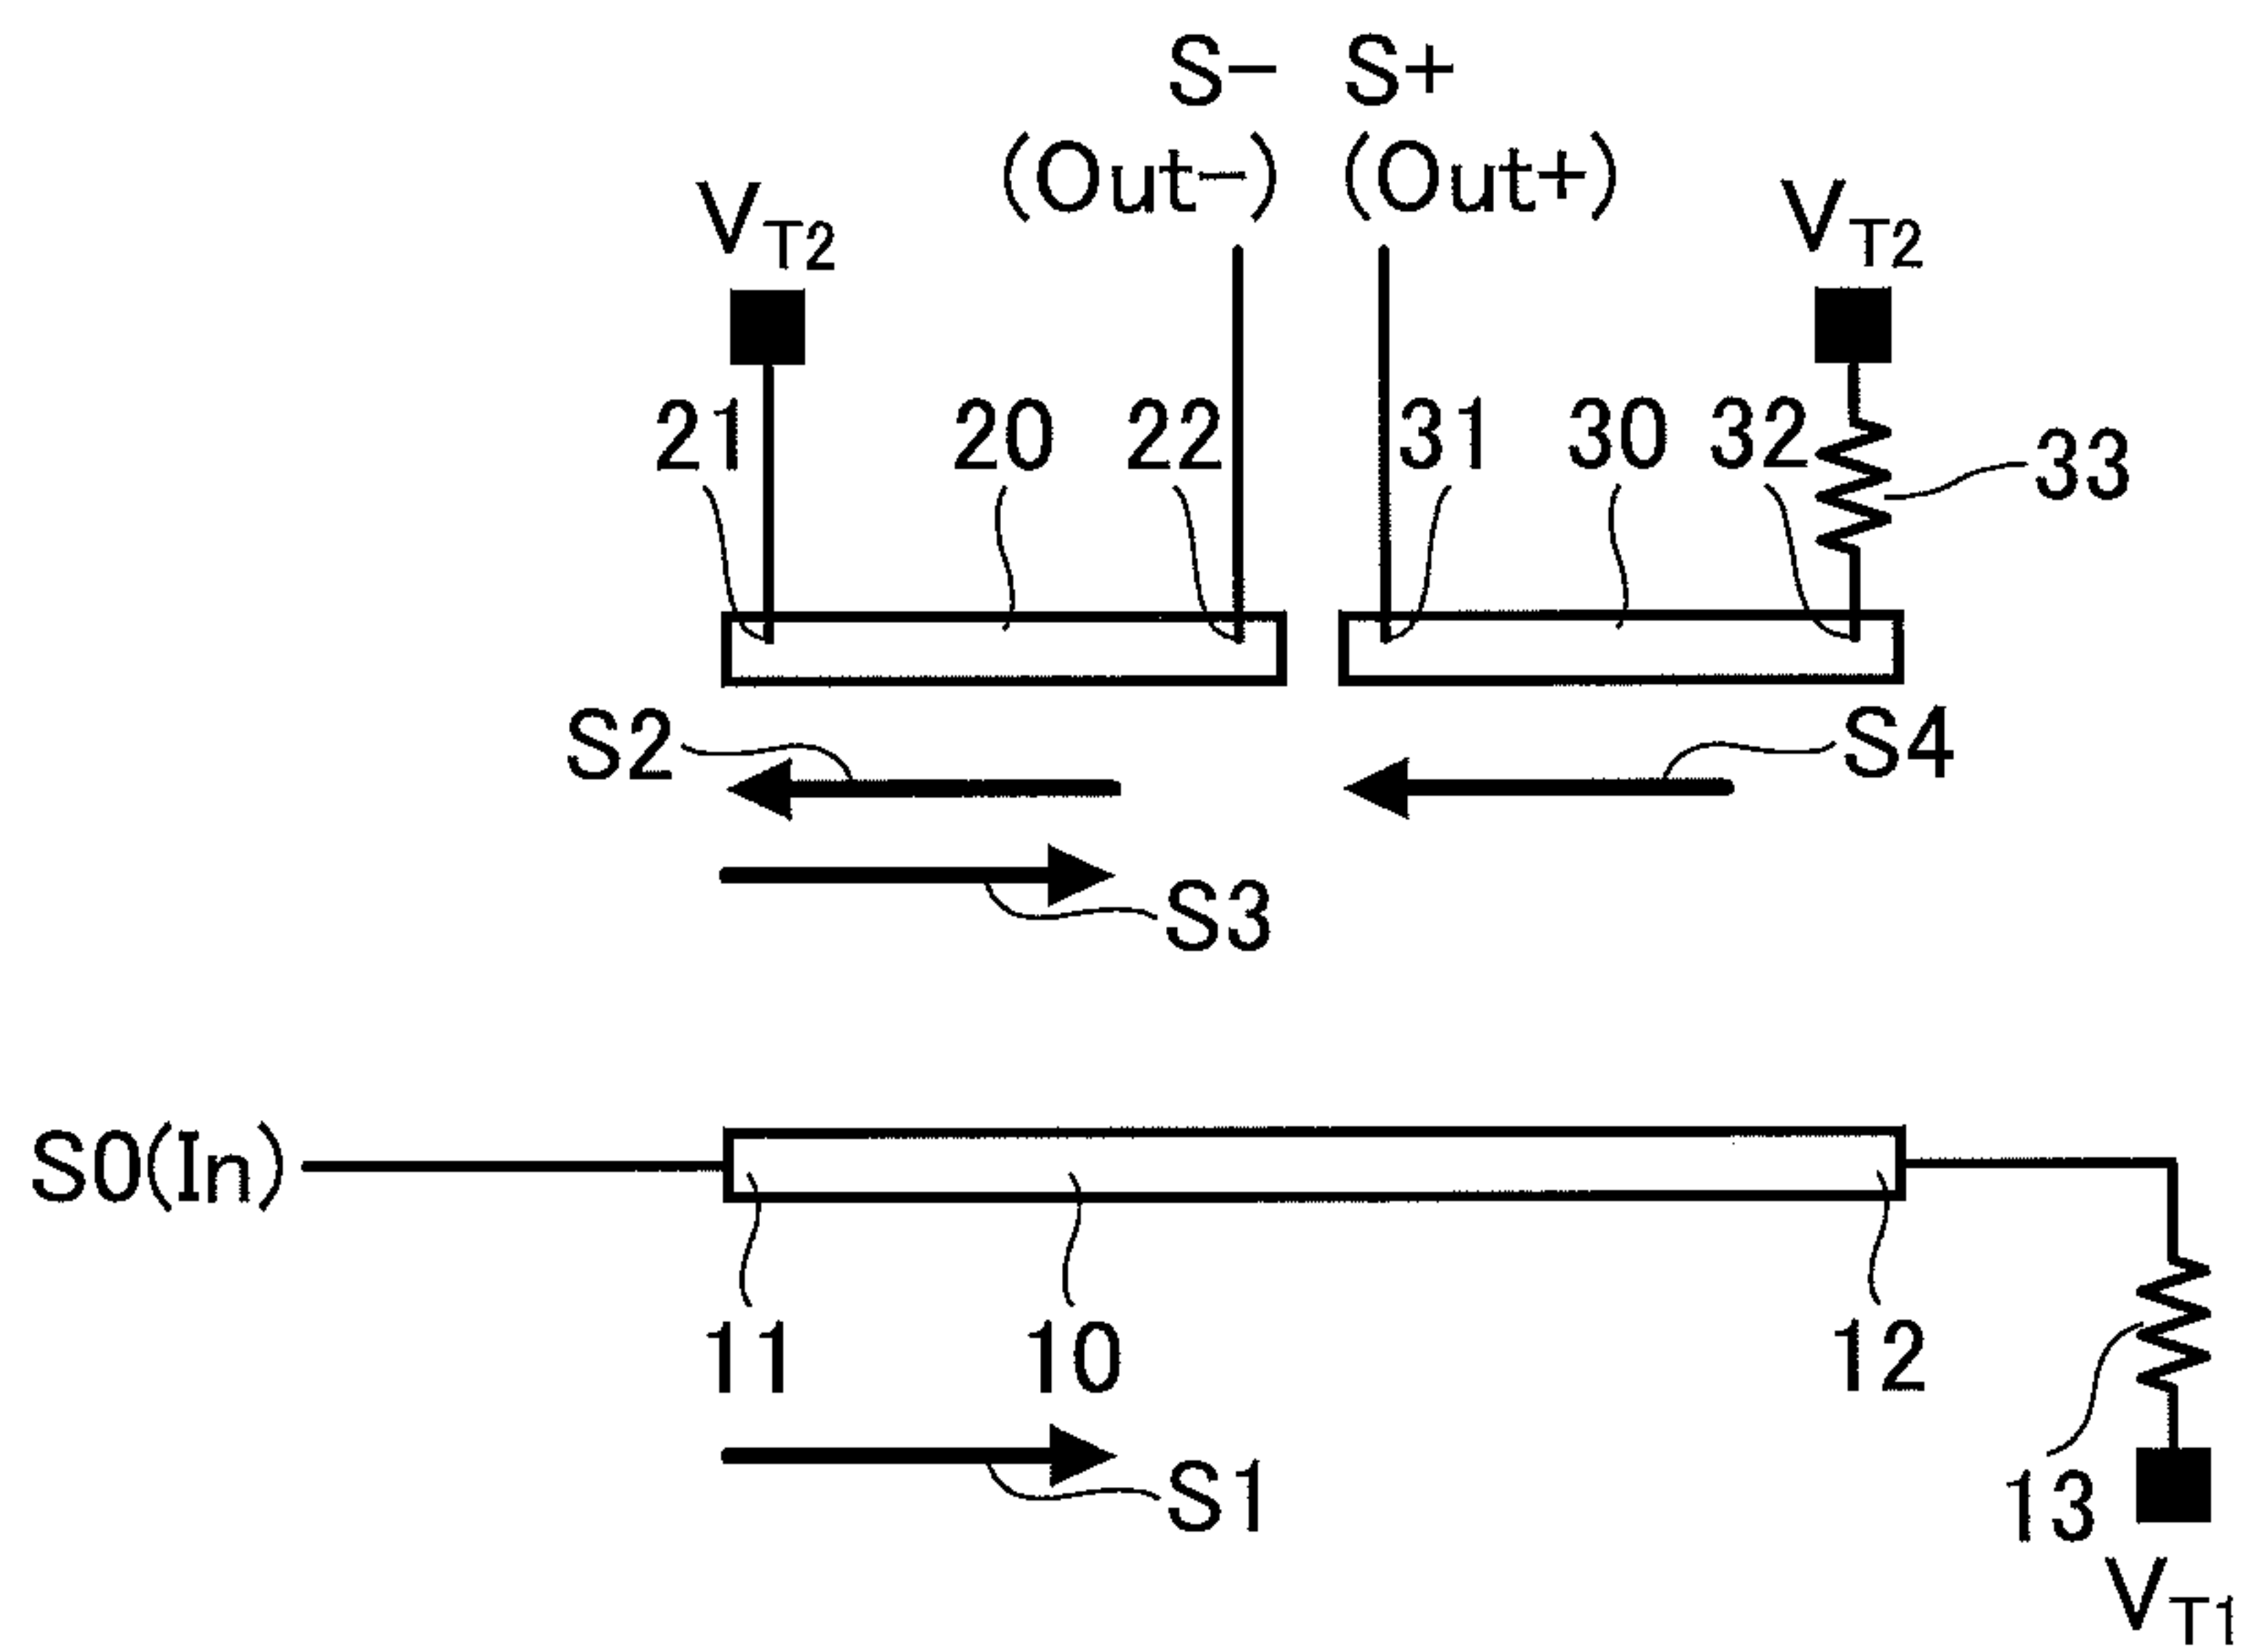 S- S+
(Out-) (Out+)
VT2 VT2
21 20 22 31 30 32 33
S2 S4
S3
S0(In)
11 10 12
S1 13
VT1